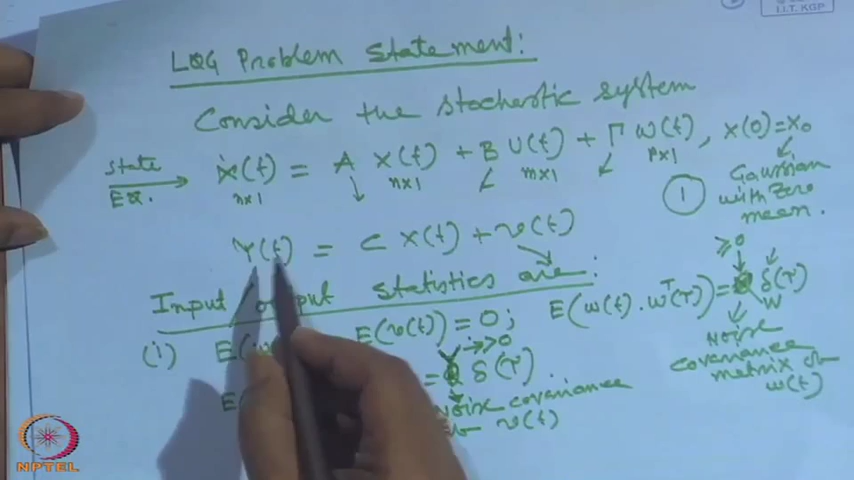 I.I.T. KGP
LQG Problem Statement:
Consider the stochastic system
State Eq. → Ẋ(t) = A X(t) + B U(t) + Γ W(t), X(0)=X₀
n×1 n×1 m×1 p×1
① Gaussian with Zero mean.
Y(t) = C X(t) + v(t)
Input output statistics are:
(i) E(w E(v(t)) = 0; E(w(t).wᵀ(τ)) = W δ(τ)
≥0
E( = V δ(τ).
→≥0
Noise covariance v(t)
Noise covariance matrix w(t)
NPTEL